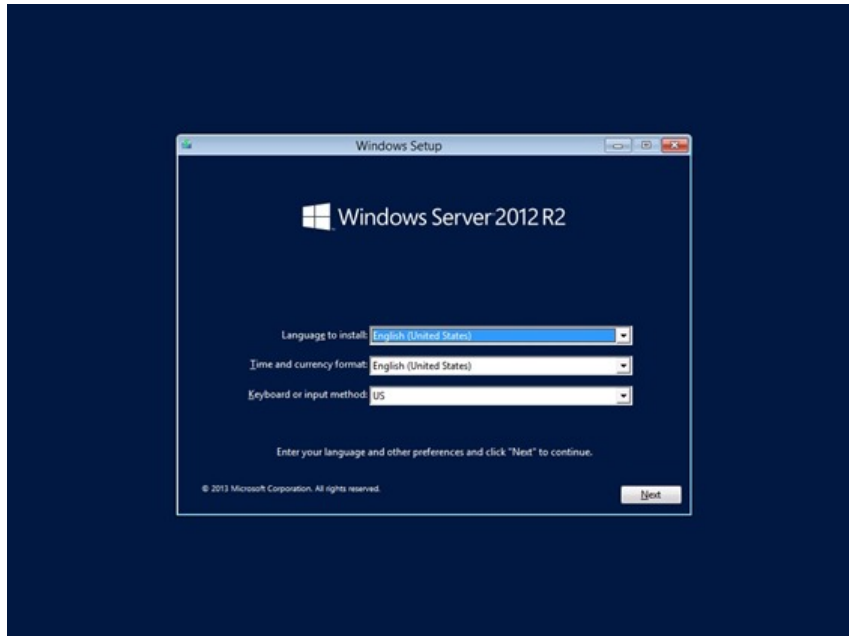 Windows Setup
Windows Server 2012 R2
Language to install: English (United States)
Time and currency format: English (United States)
Keyboard or input method: US
Enter your language and other preferences and click "Next" to continue.
© 2013 Microsoft Corporation. All rights reserved.
Next